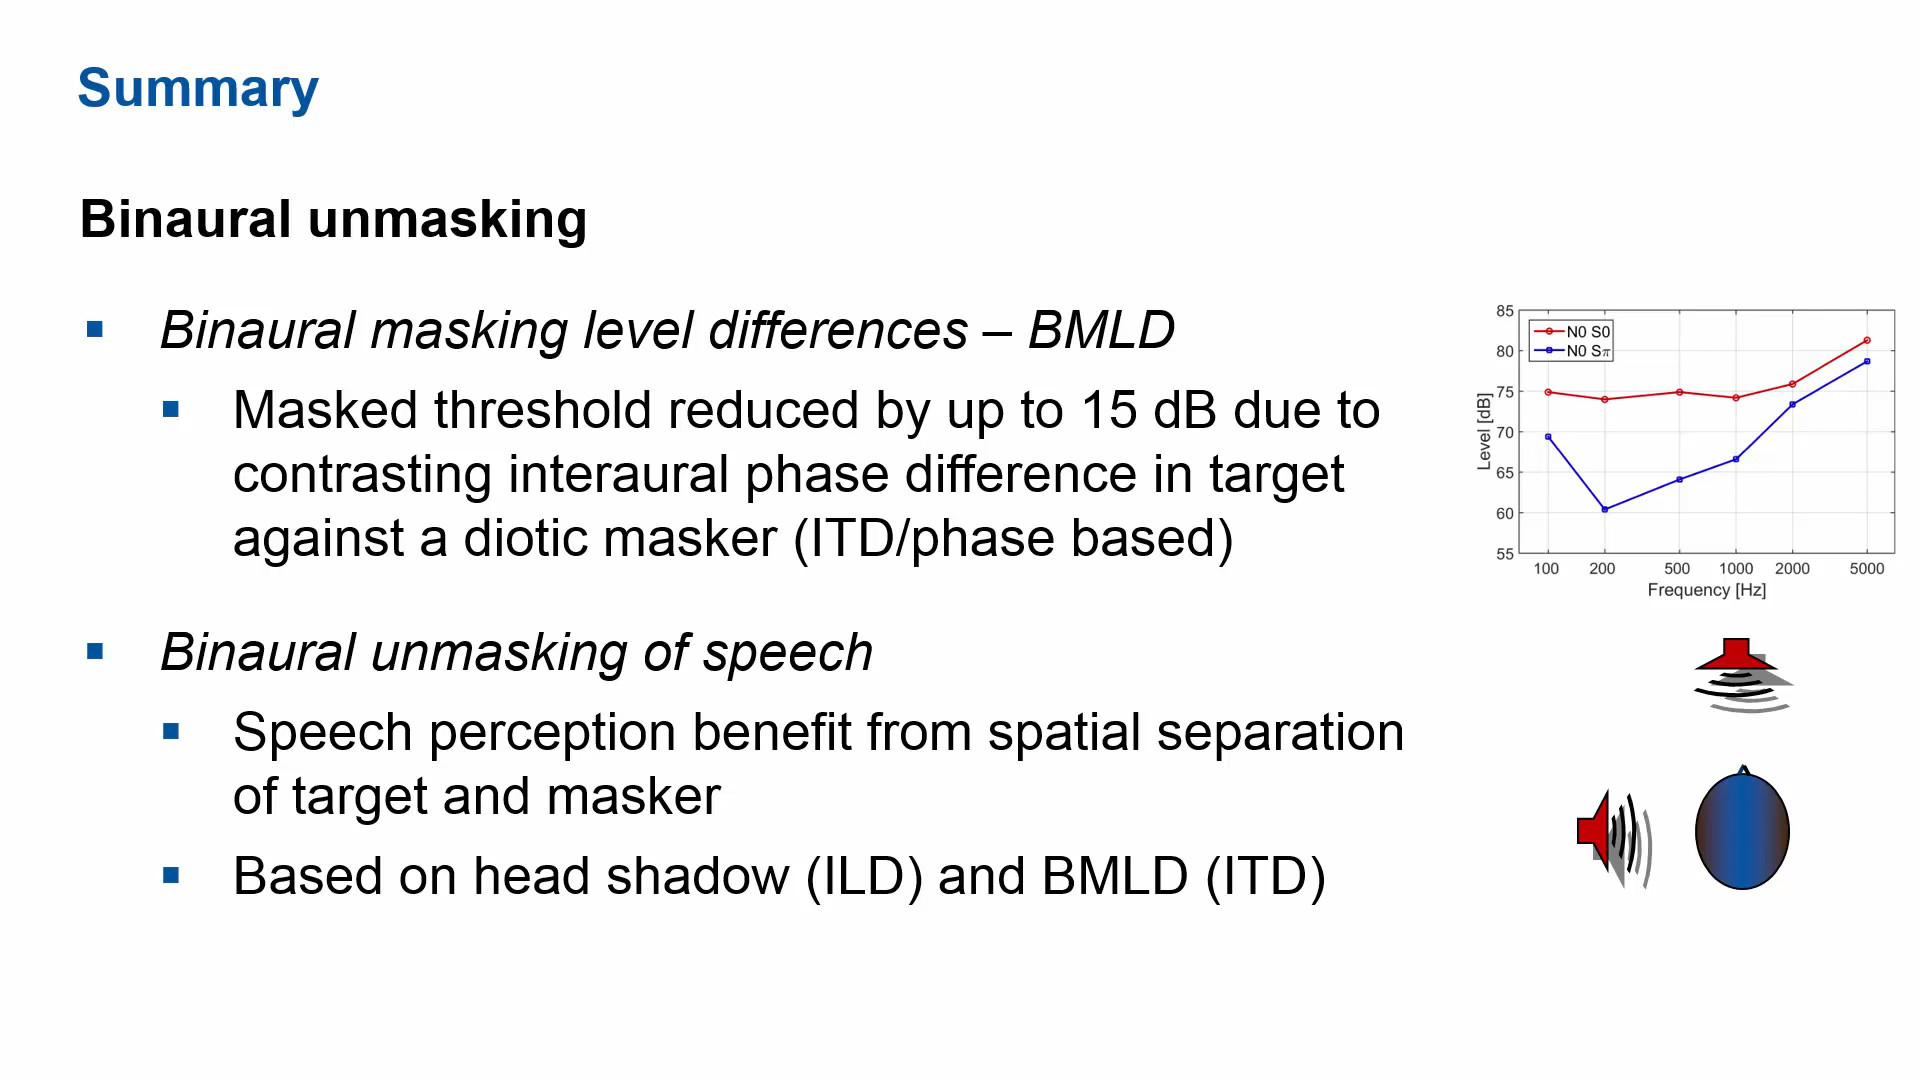 Summary
Binaural unmasking
▪ Binaural masking level differences – BMLD
▪ Masked threshold reduced by up to 15 dB due to
contrasting interaural phase difference in target
against a diotic masker (ITD/phase based)
▪ Binaural unmasking of speech
▪ Speech perception benefit from spatial separation
of target and masker
▪ Based on head shadow (ILD) and BMLD (ITD)
N0 S0
N0 Sπ
Level [dB]
85
80
75
70
65
60
55
100 200 500 1000 2000 5000
Frequency [Hz]